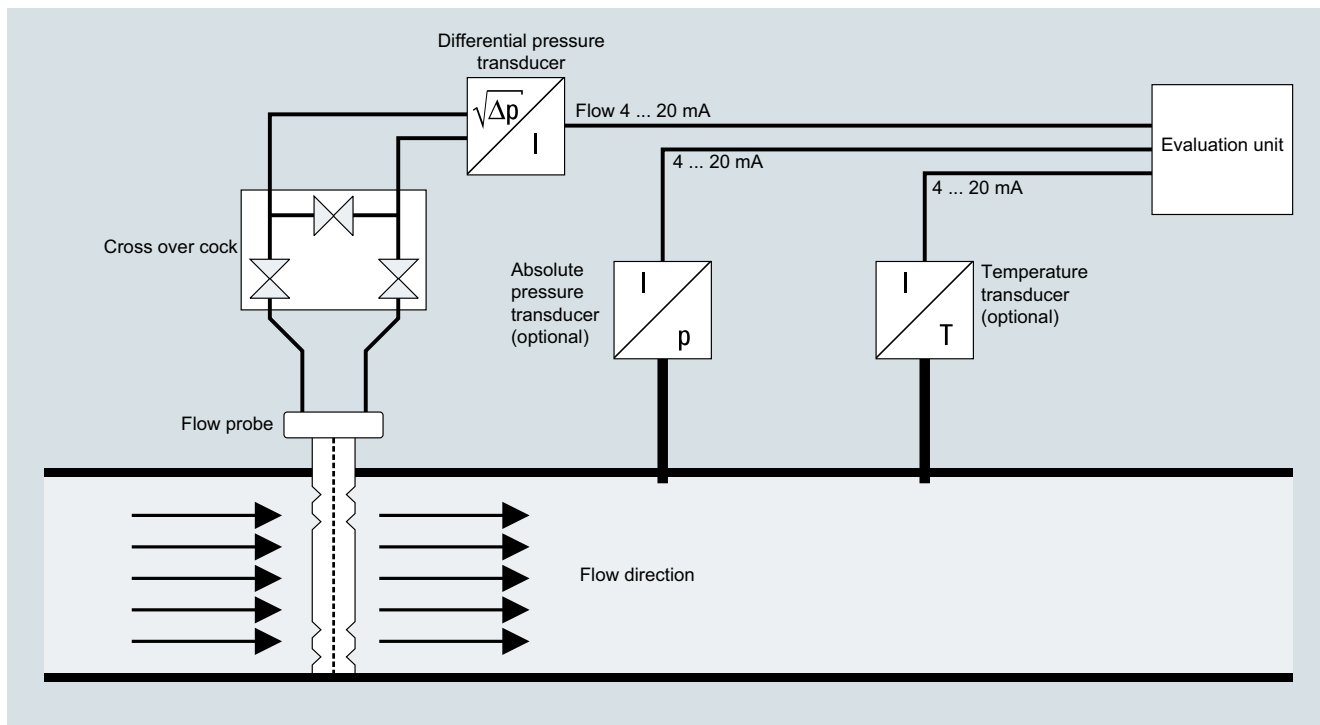 Differential pressure
transducer
√Δp
I
Flow 4 ... 20 mA
4 ... 20 mA
4 ... 20 mA
Evaluation unit
Cross over cock
Absolute
pressure
transducer
(optional)
I
p
I
T
Temperature
transducer
(optional)
Flow probe
Flow direction